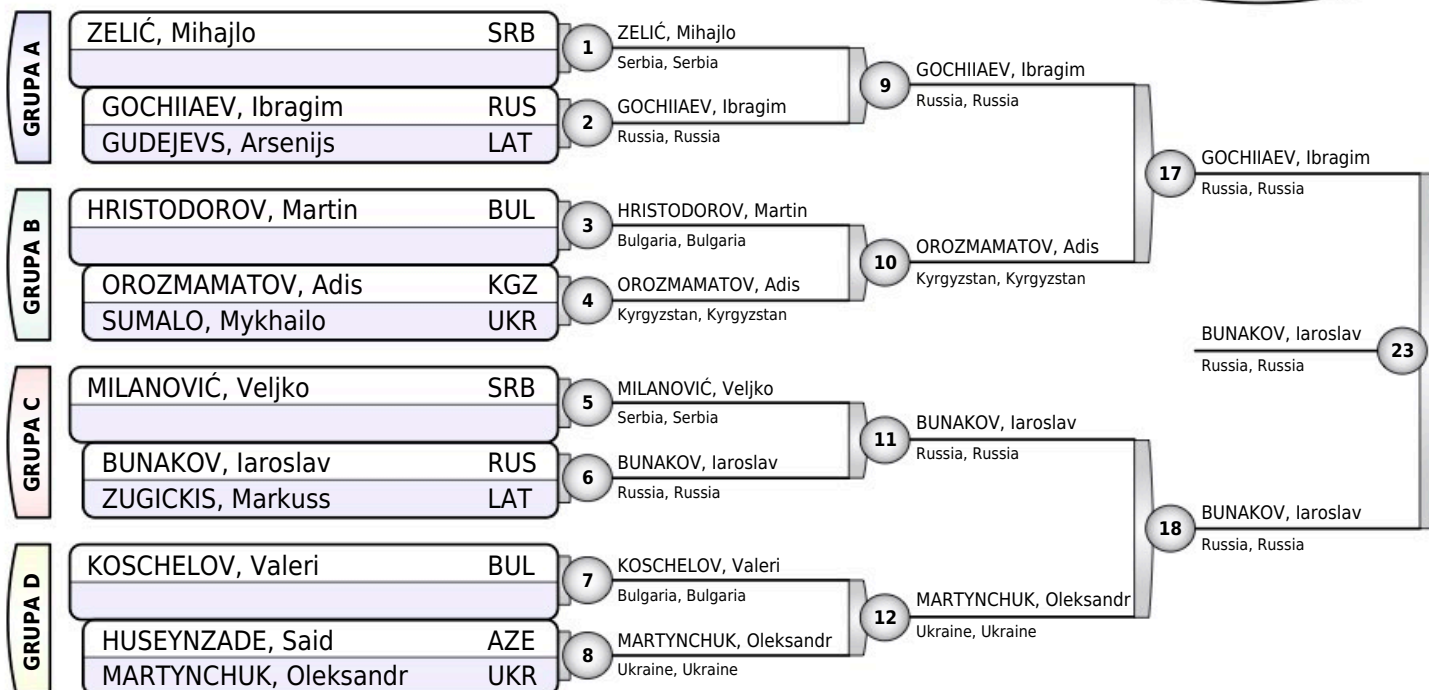 GRUPA A
ZELIĆ, Mihajlo SRB
GOCHIIAEV, Ibragim RUS
GUDEJEVS, Arsenijs LAT
GRUPA B
HRISTODOROV, Martin BUL
OROZMAMATOV, Adis KGZ
SUMALO, Mykhailo UKR
GRUPA C
MILANOVIĆ, Veljko SRB
BUNAKOV, Iaroslav RUS
ZUGICKIS, Markuss LAT
GRUPA D
KOSCHELOV, Valeri BUL
HUSEYNZADE, Said AZE
MARTYNCHUK, Oleksandr UKR
1
ZELIĆ, Mihajlo
Serbia, Serbia
2
GOCHIIAEV, Ibragim
Russia, Russia
3
HRISTODOROV, Martin
Bulgaria, Bulgaria
4
OROZMAMATOV, Adis
Kyrgyzstan, Kyrgyzstan
5
MILANOVIĆ, Veljko
Serbia, Serbia
6
BUNAKOV, Iaroslav
Russia, Russia
7
KOSCHELOV, Valeri
Bulgaria, Bulgaria
8
MARTYNCHUK, Oleksandr
Ukraine, Ukraine
9
GOCHIIAEV, Ibragim
Russia, Russia
10
OROZMAMATOV, Adis
Kyrgyzstan, Kyrgyzstan
11
BUNAKOV, Iaroslav
Russia, Russia
12
MARTYNCHUK, Oleksandr
Ukraine, Ukraine
17
GOCHIIAEV, Ibragim
Russia, Russia
18
BUNAKOV, Iaroslav
Russia, Russia
BUNAKOV, Iaroslav
Russia, Russia
23